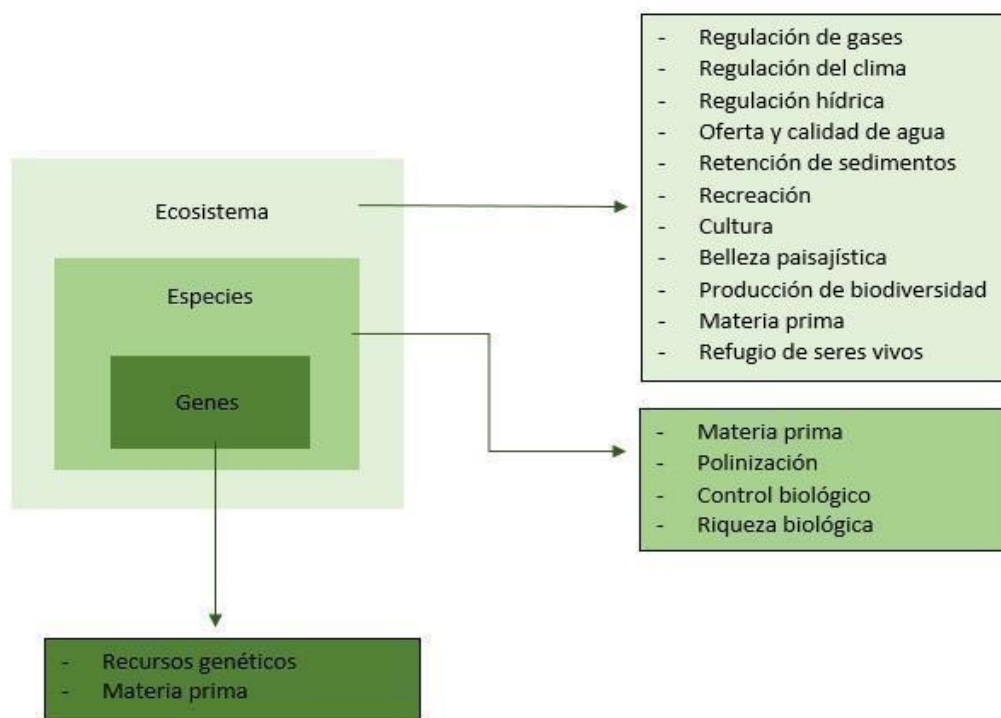 - Regulación de gases
- Regulación del clima
- Regulación hídrica
- Oferta y calidad de agua
- Retención de sedimentos
- Recreación
- Cultura
- Belleza paisajística
- Producción de biodiversidad
- Materia prima
- Refugio de seres vivos
Ecosistema
Especies
Genes
- Materia prima
- Polinización
- Control biológico
- Riqueza biológica
- Recursos genéticos
- Materia prima